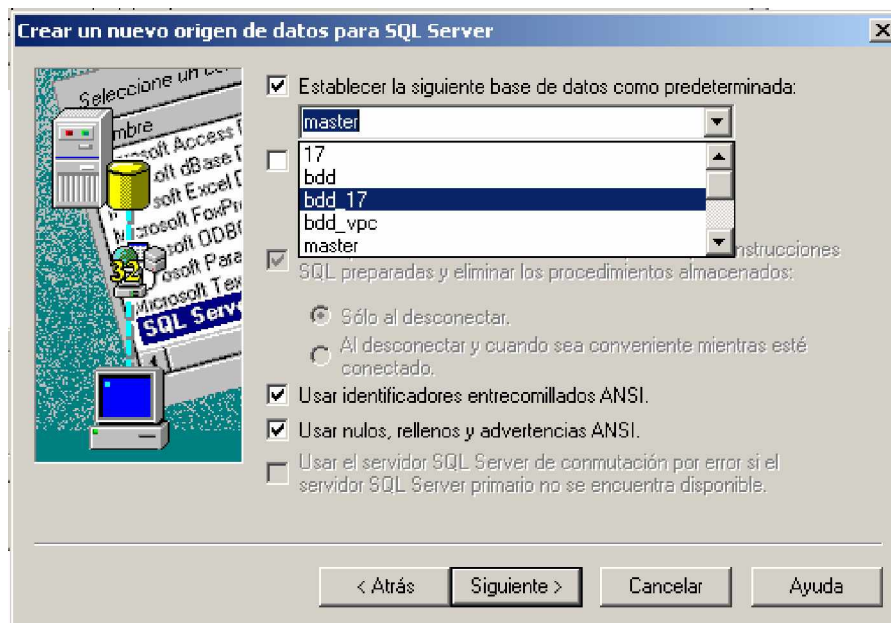 Crear un nuevo origen de datos para SQL Server
Seleccione un
mbre
soft Access
oft dBase
soft Excel
soft FoxPr
rosoft ODB
osoft Para
Microsoft Tex
SQL Serve
32
Establecer la siguiente base de datos como predeterminada:
master
17
bdd
bdd_17
bdd_vpc
master
nstrucciones
SQL preparadas y eliminar los procedimientos almacenados:
Sólo al desconectar.
Al desconectar y cuando sea conveniente mientras esté
conectado.
Usar identificadores entrecomillados ANSI.
Usar nulos, rellenos y advertencias ANSI.
Usar el servidor SQL Server de conmutación por error si el
servidor SQL Server primario no se encuentra disponible.
< Atrás
Siguiente >
Cancelar
Ayuda